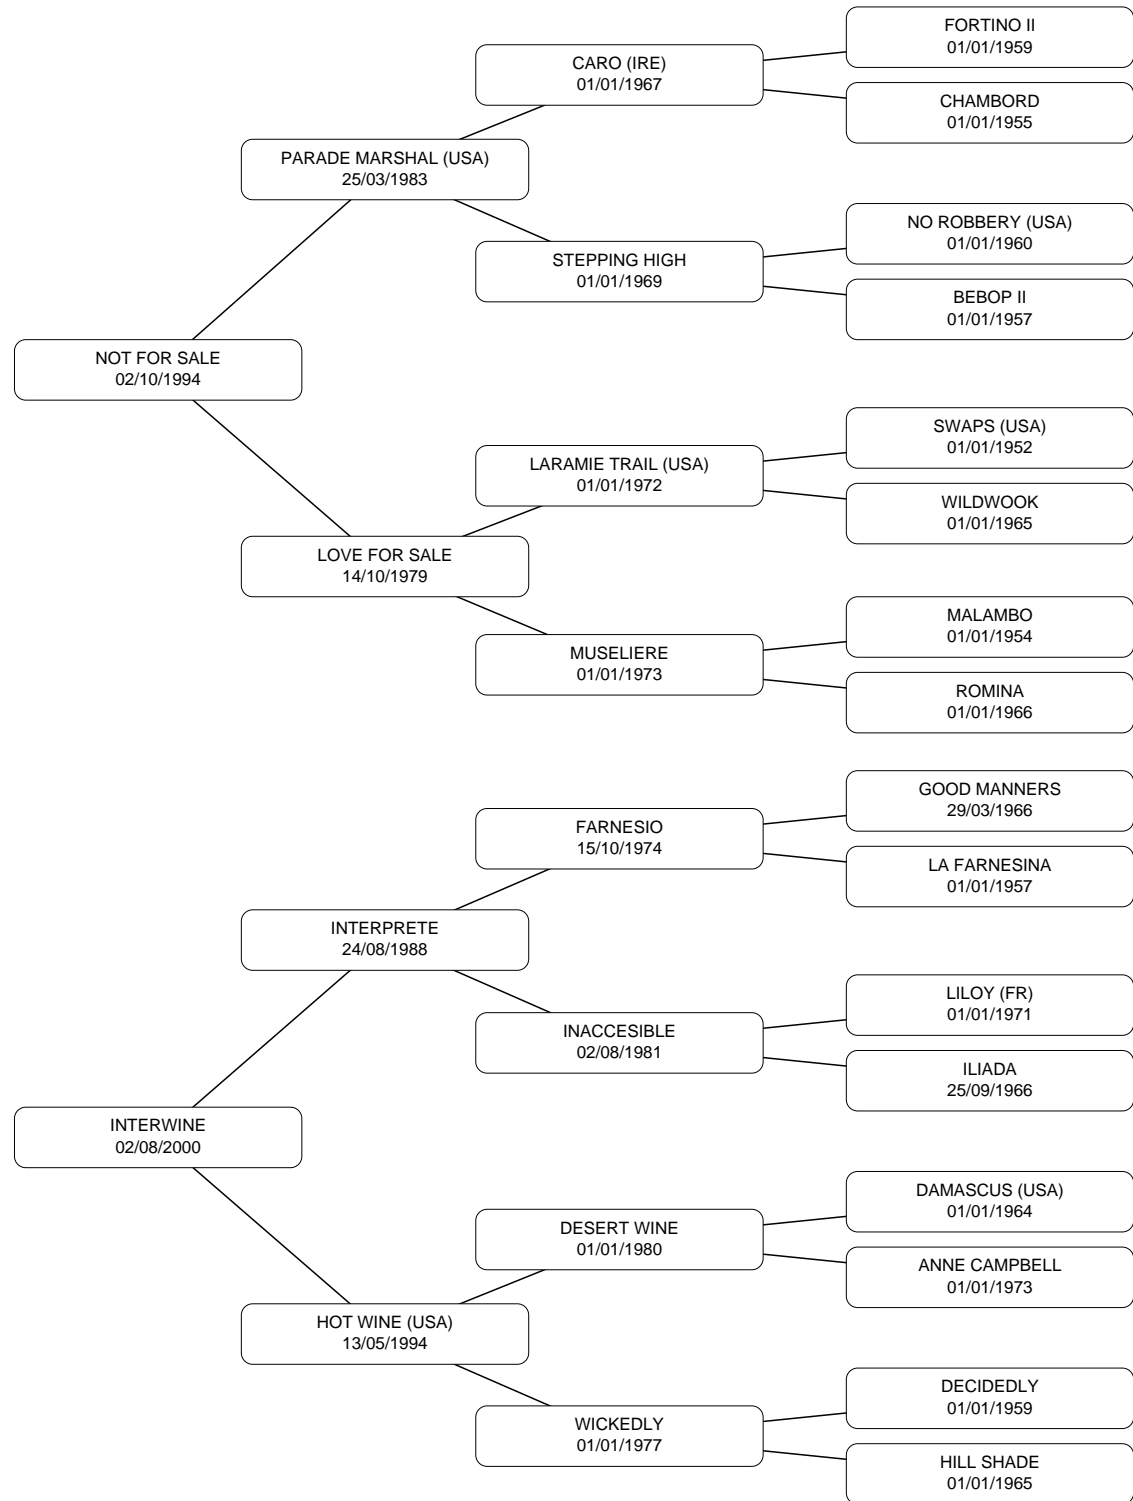 FORTINO II
01/01/1959
CARO (IRE)
01/01/1967
CHAMBORD
01/01/1955
PARADE MARSHAL (USA)
25/03/1983
NO ROBBERY (USA)
01/01/1960
STEPPING HIGH
01/01/1969
BEBOP II
01/01/1957
NOT FOR SALE
02/10/1994
SWAPS (USA)
01/01/1952
LARAMIE TRAIL (USA)
01/01/1972
WILDWOOK
01/01/1965
LOVE FOR SALE
14/10/1979
MALAMBO
01/01/1954
MUSELIERE
01/01/1973
ROMINA
01/01/1966
GOOD MANNERS
29/03/1966
FARNESIO
15/10/1974
LA FARNESINA
01/01/1957
INTERPRETE
24/08/1988
LILOY (FR)
01/01/1971
INACCESIBLE
02/08/1981
ILIADA
25/09/1966
INTERWINE
02/08/2000
DAMASCUS (USA)
01/01/1964
DESERT WINE
01/01/1980
ANNE CAMPBELL
01/01/1973
HOT WINE (USA)
13/05/1994
DECIDEDLY
01/01/1959
WICKEDLY
01/01/1977
HILL SHADE
01/01/1965